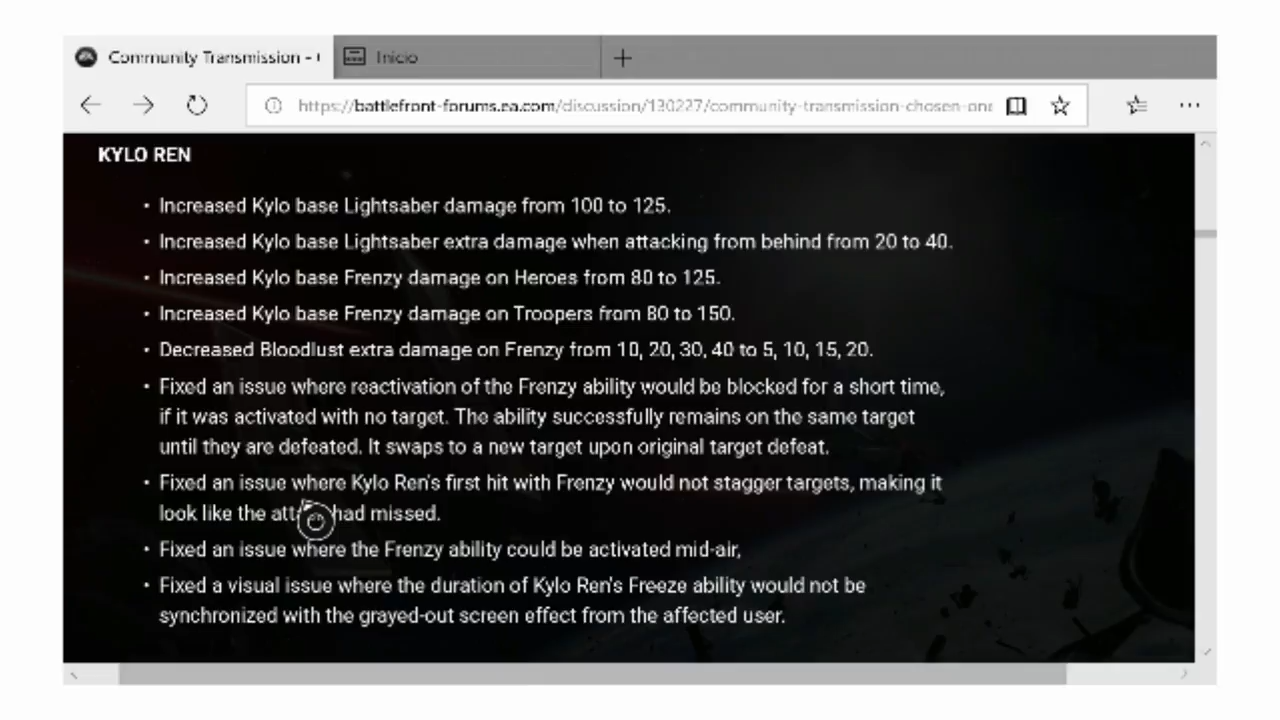 Community Transmission -
Inicio
https://battlefront-forums.ea.com/discussion/130227/community-transmission-chosen-one
KYLO REN
• Increased Kylo base Lightsaber damage from 100 to 125.
• Increased Kylo base Lightsaber extra damage when attacking from behind from 20 to 40.
• Increased Kylo base Frenzy damage on Heroes from 80 to 125.
• Increased Kylo base Frenzy damage on Troopers from 80 to 150.
• Decreased Bloodlust extra damage on Frenzy from 10, 20, 30, 40 to 5, 10, 15, 20.
• Fixed an issue where reactivation of the Frenzy ability would be blocked for a short time,
if it was activated with no target. The ability successfully remains on the same target
until they are defeated. It swaps to a new target upon original target defeat.
• Fixed an issue where Kylo Ren's first hit with Frenzy would not stagger targets, making it
look like the had missed.
• Fixed an issue where the Frenzy ability could be activated mid-air,
• Fixed a visual issue where the duration of Kylo Ren's Freeze ability would not be
synchronized with the grayed-out screen effect from the affected user.